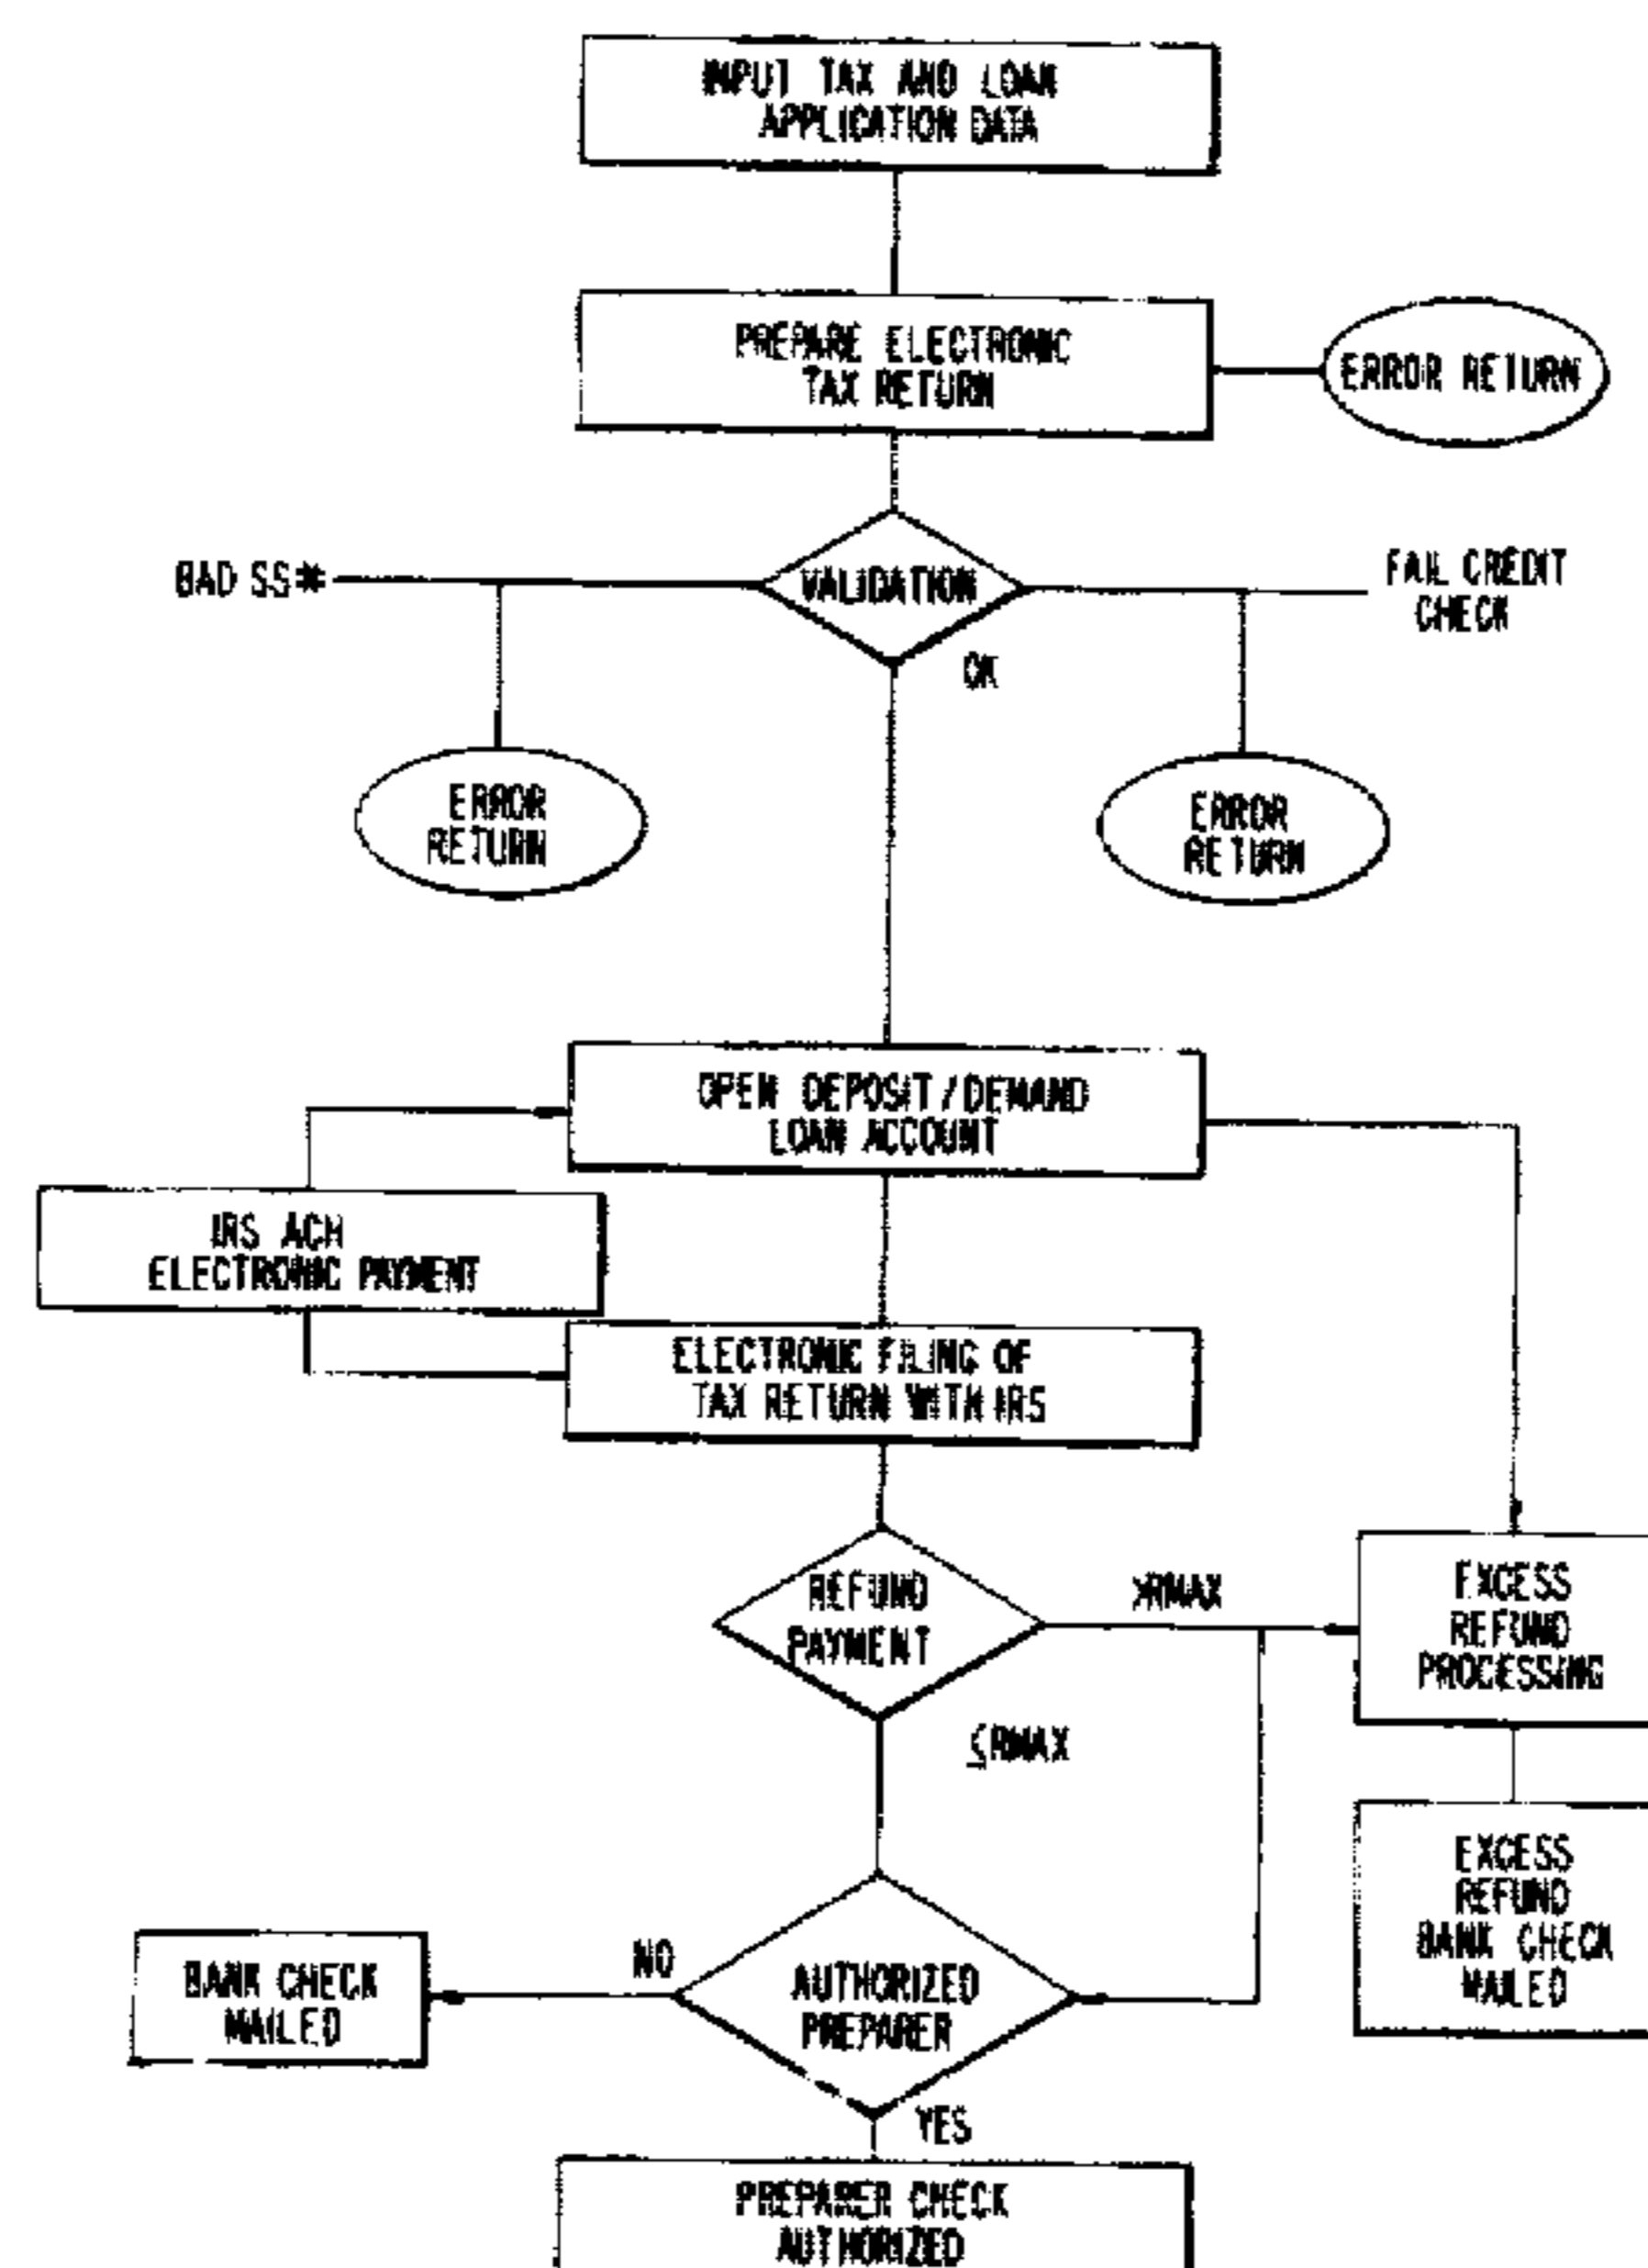 INPUT TAX AND LOAN
APPLICATION DATA
PREPARE ELECTRONIC
TAX RETURN
ERROR RETURN
BAD SS#
VALIDATION
FAIL CREDIT
CHECK
OK
ERROR
RETURN
ERROR
RETURN
OPEN DEPOSIT/DEMAND
LOAN ACCOUNT
IRS ACH
ELECTRONIC PAYMENT
ELECTRONIC FILING OF
TAX RETURN WITH IRS
REFUND
PAYMENT
>RMAX
EXCESS
REFUND
PROCESSING
≤RMAX
EXCESS
REFUND
BANK CHECK
MAILED
NO
BANK CHECK
MAILED
AUTHORIZED
PREPARER
YES
PREPARER CHECK
AUTHORIZED